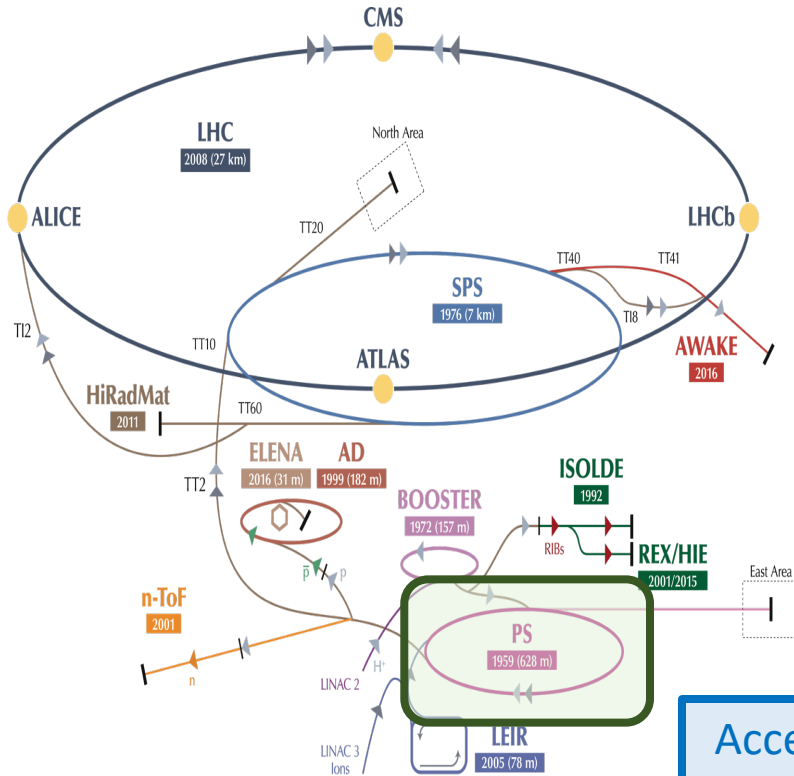 CMS
LHC
2008 (27 km)
North Area
ALICE
LHCb
TT20
TT40
TT41
SPS
1976 (7 km)
TI8
TI2
TT10
ATLAS
AWAKE
2016
HiRadMat
2011
TT60
ELENA
2016 (31 m)
AD
1999 (182 m)
TT2
BOOSTER
1972 (157 m)
ISOLDE
1992
RIBs
REX/HIE
2001/2015
East Area
p̅
p
n-ToF
2001
n
PS
1959 (628 m)
H⁺
LINAC 2
LEIR
2005 (78 m)
LINAC 3
Ions
Acce